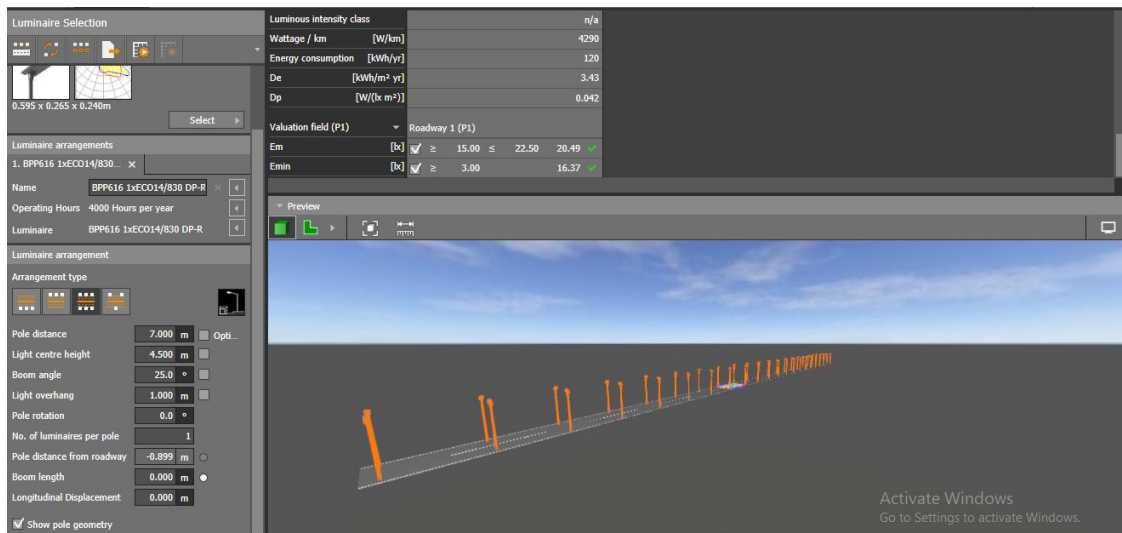 Luminaire Selection
0.595 x 0.265 x 0.240m
Select
Luminaire arrangements
1. BPP616 1xECO14/830... ×
Name BPP616 1xECO14/830 DP-R
Operating Hours 4000 Hours per year
Luminaire BPP616 1xECO14/830 DP-R
Luminaire arrangement
Arrangement type
Pole distance 7.000 m Opti...
Light centre height 4.500 m
Boom angle 25.0 °
Light overhang 1.000 m
Pole rotation 0.0 °
No. of luminaires per pole 1
Pole distance from roadway -0.899 m
Boom length 0.000 m
Longitudinal Displacement 0.000 m
Show pole geometry
Luminous intensity class n/a
Wattage / km [W/km] 4290
Energy consumption [kWh/yr] 120
De [kWh/m² yr] 3.43
Dp [W/(lx m²)] 0.042
Valuation field (P1) Roadway 1 (P1)
Em [lx] ≥ 15.00 ≤ 22.50 20.49
Emin [lx] ≥ 3.00 16.37
Preview
Activate Windows
Go to Settings to activate Windows.